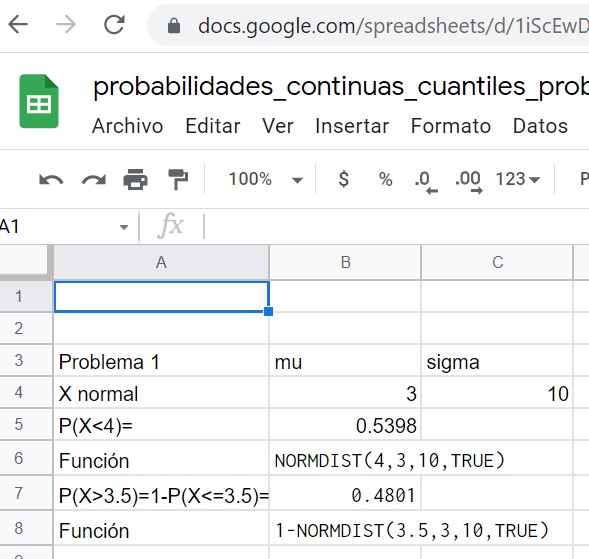 docs.google.com/spreadsheets/d/1iScEwD
probabilidades_continuas_cuantiles_prob
Archivo Editar Ver Insertar Formato Datos
100% $ % .0 .00 123
A1 fx
A B C
1
2
3 Problema 1 mu sigma
4 X normal 3 10
5 P(X<4)= 0.5398
6 Función NORMDIST(4,3,10,TRUE)
7 P(X>3.5)=1-P(X<=3.5)= 0.4801
8 Función 1-NORMDIST(3.5,3,10,TRUE)